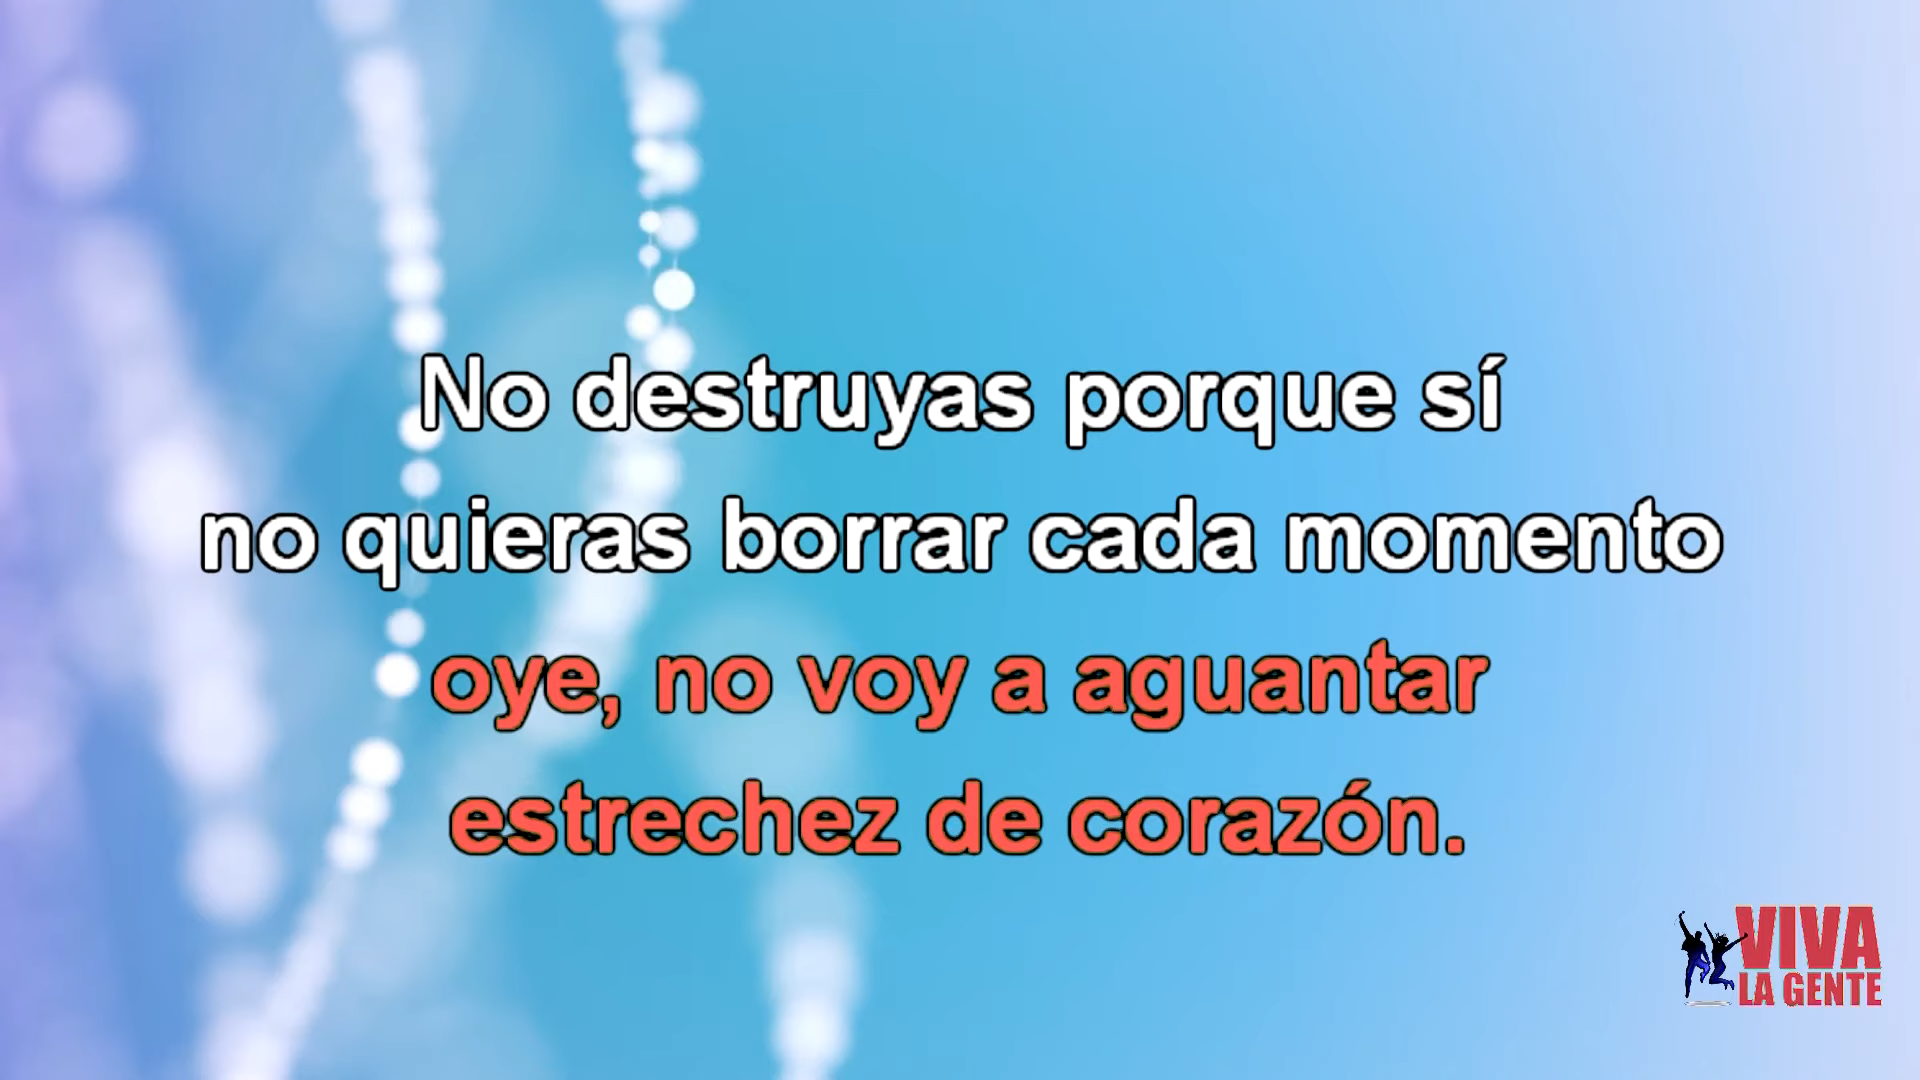 No destruyas porque sí
no quieras borrar cada momento
oye, no voy a aguantar
estrechez de corazón.
VIVA
LA GENTE